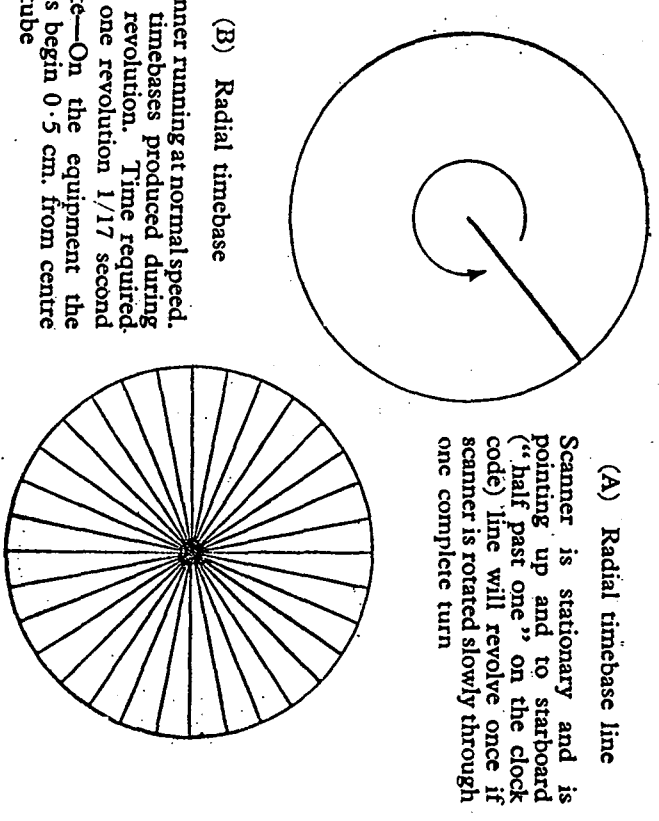 (A) Radial timebase line
Scanner is stationary and is
pointing up and to starboard
(“half past one” on the clock
code) line will revolve once if
scanner is rotated slowly through
one complete turn
(B) Radial timebase
nner running at normal speed.
timebases produced during
revolution. Time required
one revolution 1/17 second
e—On the equipment the
s begin 0·5 cm. from centre
ube